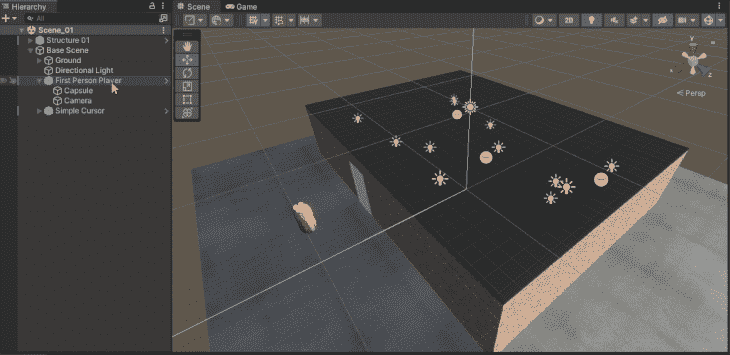 Hierarchy
All
Scene_01
Structure 01
Base Scene
Ground
Directional Light
First Person Player
Capsule
Camera
Simple Cursor
Scene
Game
2D
Y
Persp